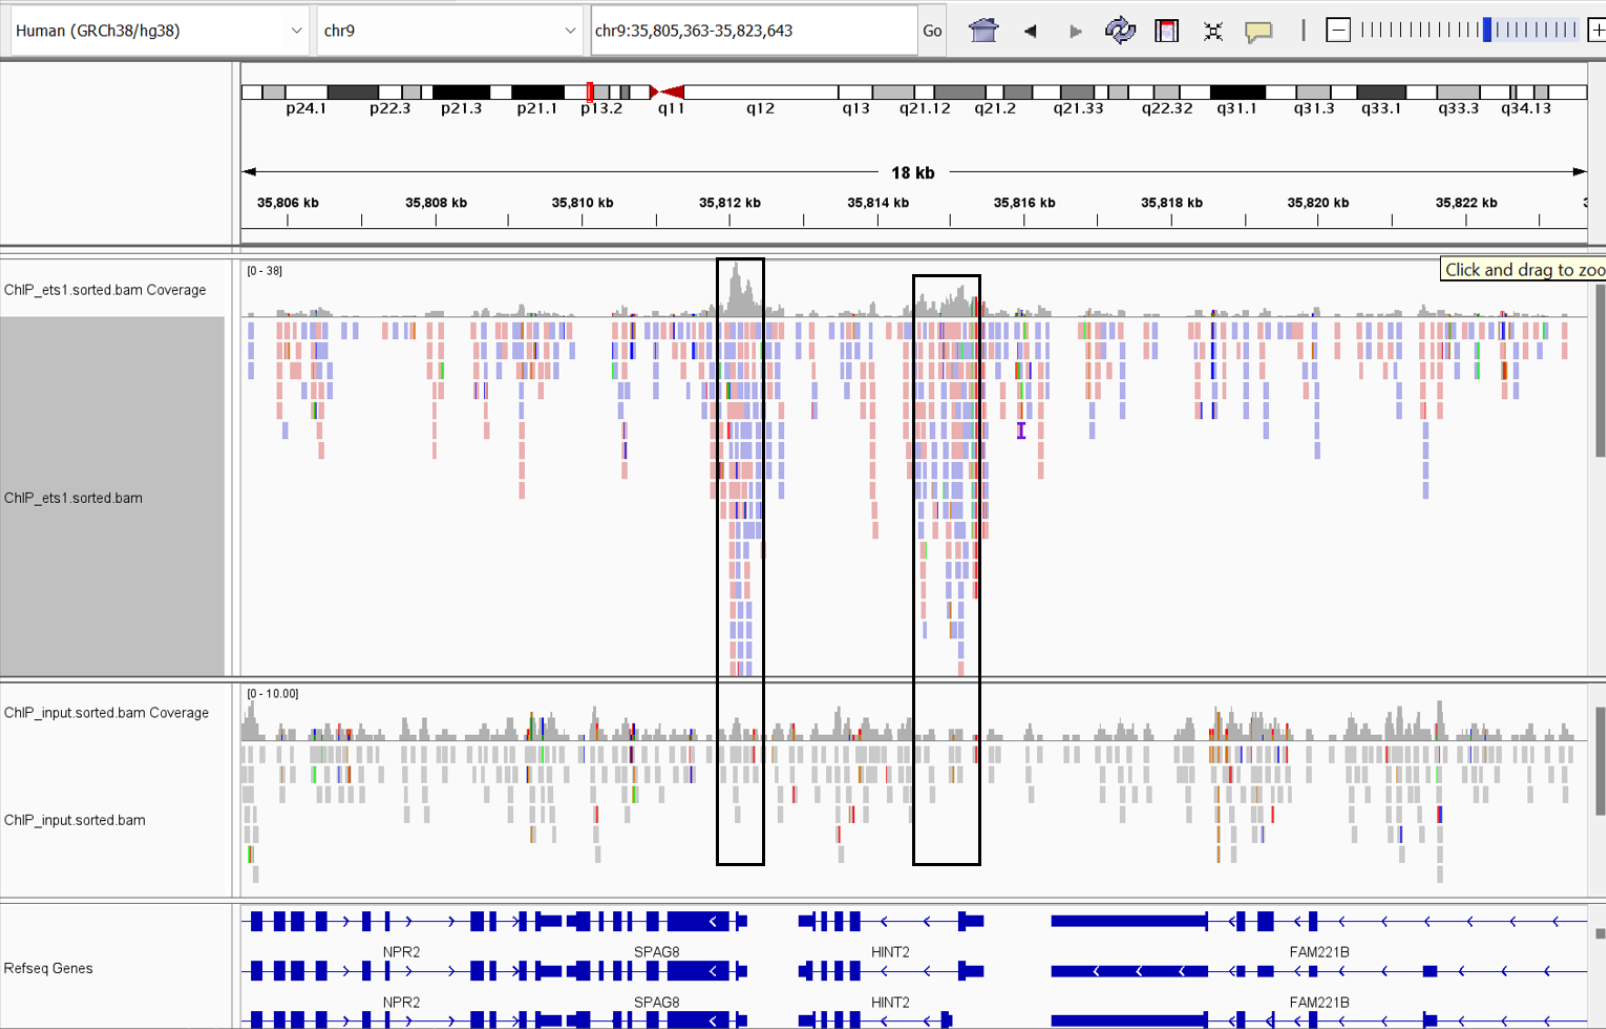 Human (GRCh38/hg38) chr9 chr9:35,805,363-35,823,643 Go
p24.1 p22.3 p21.3 p21.1 p13.2 q11 q12 q13 q21.12 q21.2 q21.33 q22.32 q31.1 q31.3 q33.1 q33.3 q34.13
18 kb
35,806 kb 35,808 kb 35,810 kb 35,812 kb 35,814 kb 35,816 kb 35,818 kb 35,820 kb 35,822 kb
[0 - 38]
Click and drag to zoo
ChIP_ets1.sorted.bam Coverage
ChIP_ets1.sorted.bam
[0 - 10.00]
ChIP_input.sorted.bam Coverage
ChIP_input.sorted.bam
NPR2 SPAG8 HINT2 FAM221B
Refseq Genes
NPR2 SPAG8 HINT2 FAM221B